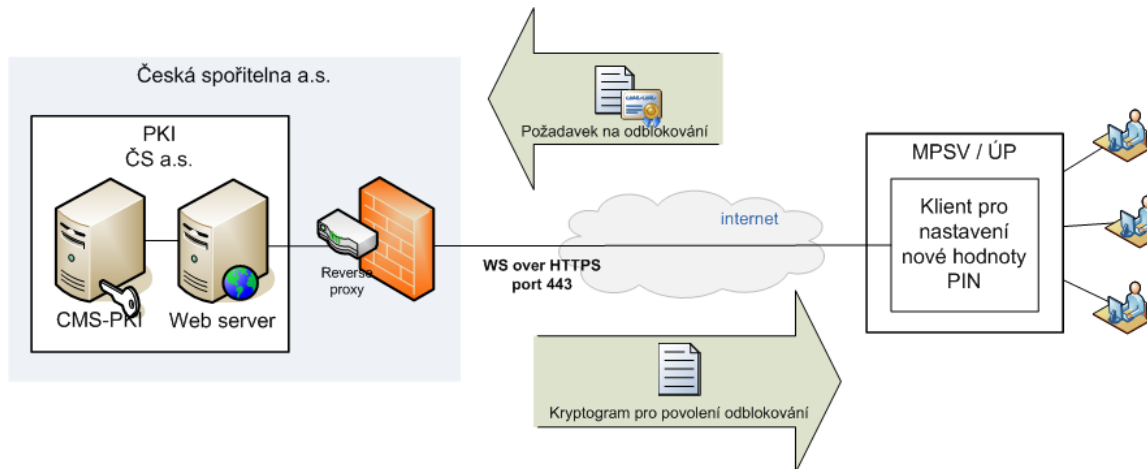 Česká spořitelna a.s.
PKI
ČS a.s.
CMS-PKI
Web server
Reverse
proxy
Požadavek na odblokování
internet
WS over HTTPS
port 443
Kryptogram pro povolení odblokování
MPSV / ÚP
Klient pro
nastavení
nové hodnoty
PIN